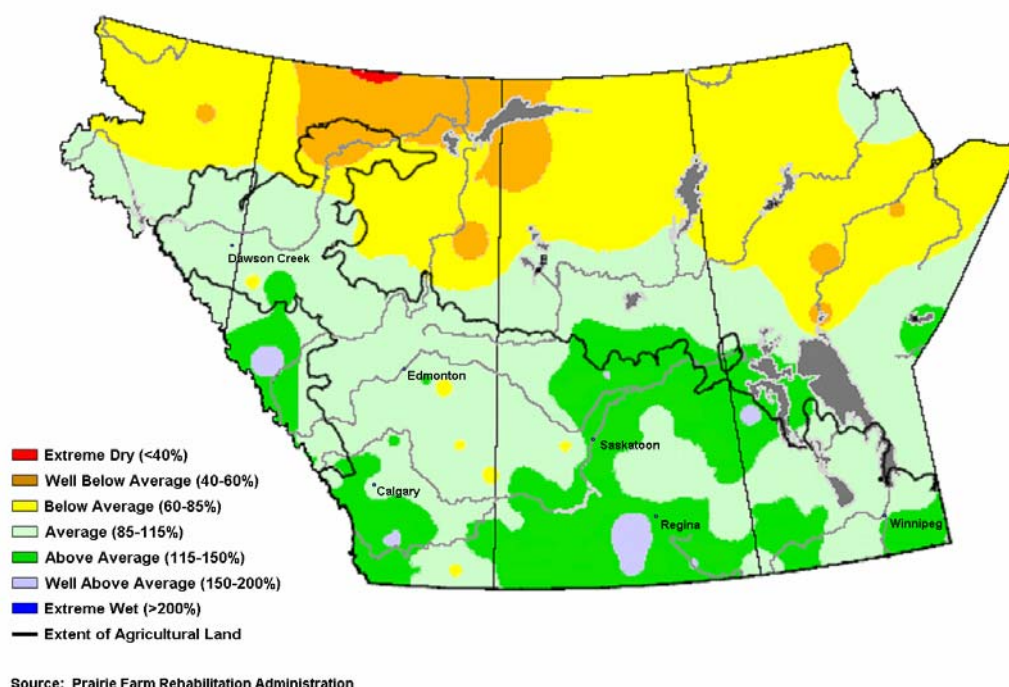 Dawson Creek
Edmonton
Saskatoon
Calgary
Regina
Winnipeg
Extreme Dry (<40%)
Well Below Average (40-60%)
Below Average (60-85%)
Average (85-115%)
Above Average (115-150%)
Well Above Average (150-200%)
Extreme Wet (>200%)
Extent of Agricultural Land
Source: Prairie Farm Rehabilitation Administration